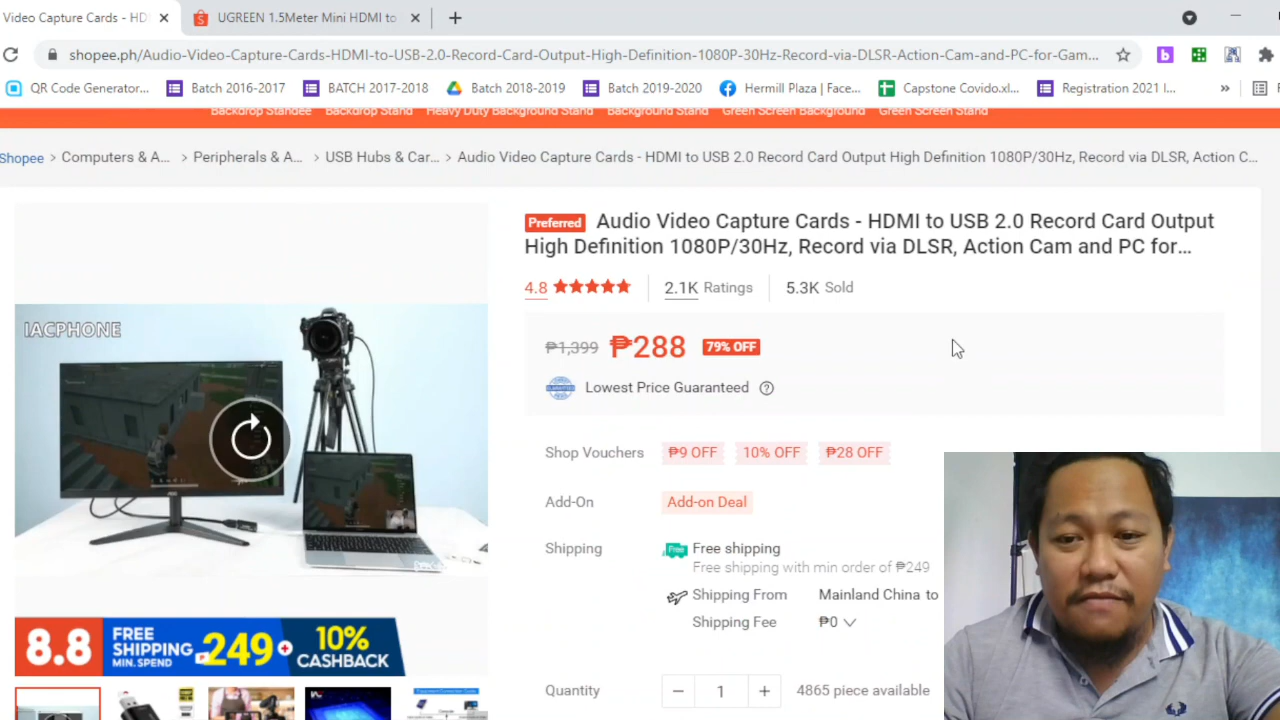 Video Capture Cards - HD
UGREEN 1.5Meter Mini HDMI to
shopee.ph/Audio-Video-Capture-Cards-HDMI-to-USB-2.0-Record-Card-Output-High-Definition-1080P-30Hz-Record-via-DLSR-Action-Cam-and-PC-for-Gam...
QR Code Generator...
Batch 2016-2017
BATCH 2017-2018
Batch 2018-2019
Batch 2019-2020
Hermill Plaza | Face...
Capstone Covido.xl...
Registration 2021 I...
Backdrop Standee Backdrop Stand Heavy Duty Background Stand Background Stand Green Screen Background Green Screen Stand
Shopee > Computers & A... > Peripherals & A... > USB Hubs & Car... > Audio Video Capture Cards - HDMI to USB 2.0 Record Card Output High Definition 1080P/30Hz, Record via DLSR, Action C...
Preferred Audio Video Capture Cards - HDMI to USB 2.0 Record Card Output
High Definition 1080P/30Hz, Record via DLSR, Action Cam and PC for...
4.8 2.1K Ratings 5.3K Sold
₱1,399 ₱288 79% OFF
Lowest Price Guaranteed
Shop Vouchers ₱9 OFF 10% OFF ₱28 OFF
Add-On Add-on Deal
Shipping Free Free shipping
Free shipping with min order of ₱249
Shipping From Mainland China to
Shipping Fee ₱0
Quantity 1 4865 piece available
IACPHONE
8.8
FREE
SHIPPING
MIN. SPEND
249
10%
CASHBACK